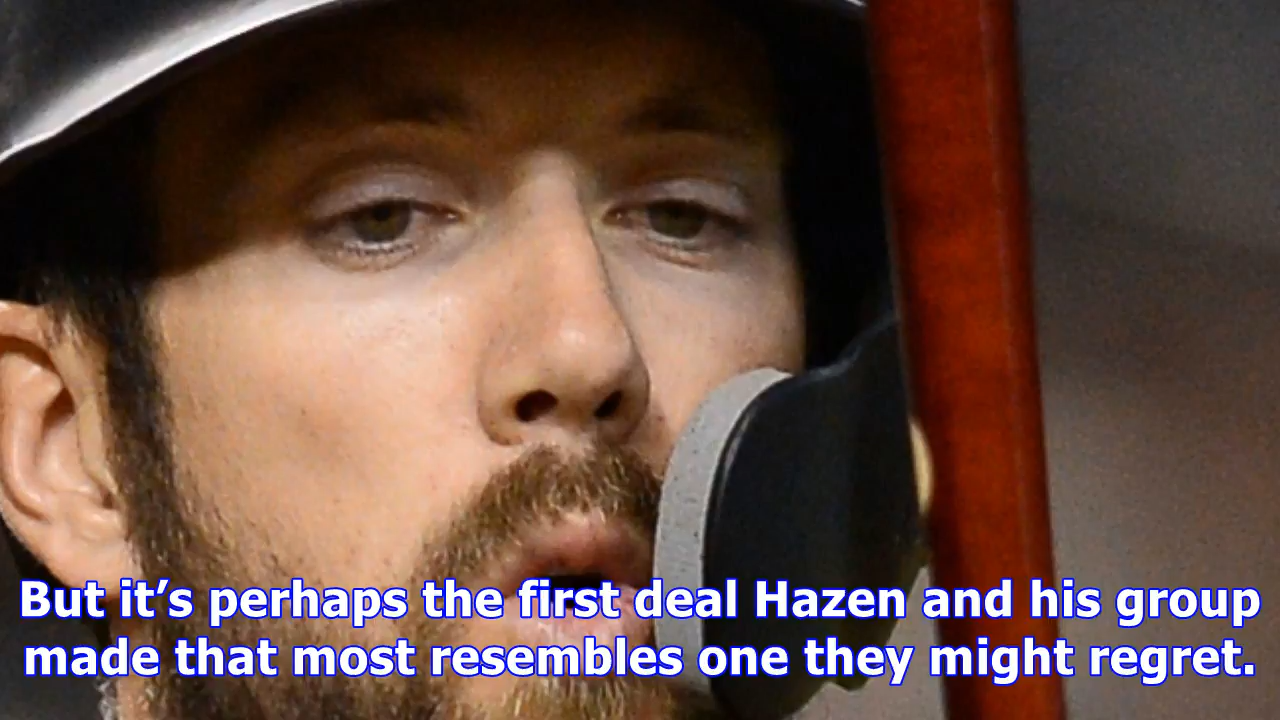 But it’s perhaps the first deal Hazen and his group
made that most resembles one they might regret.